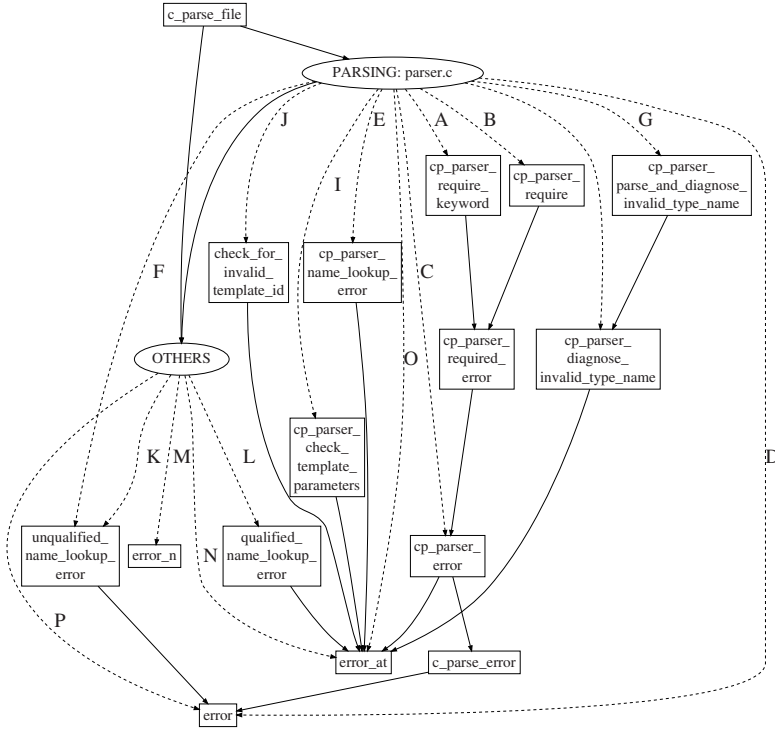 c_parse_file
PARSING: parser.c
J
E
A
B
G
cp_parser_
require_
keyword
cp_parser_
require
cp_parser_
parse_and_diagnose_
invalid_type_name
I
F
check_for_
invalid_
template_id
cp_parser_
name_lookup_
error
C
OTHERS
O
cp_parser_
required_
error
cp_parser_
diagnose_
invalid_type_name
K
M
L
cp_parser_
check_
template_
parameters
D
unqualified_
name_lookup_
error
error_n
N
qualified_
name_lookup_
error
cp_parser_
error
P
error_at
c_parse_error
error